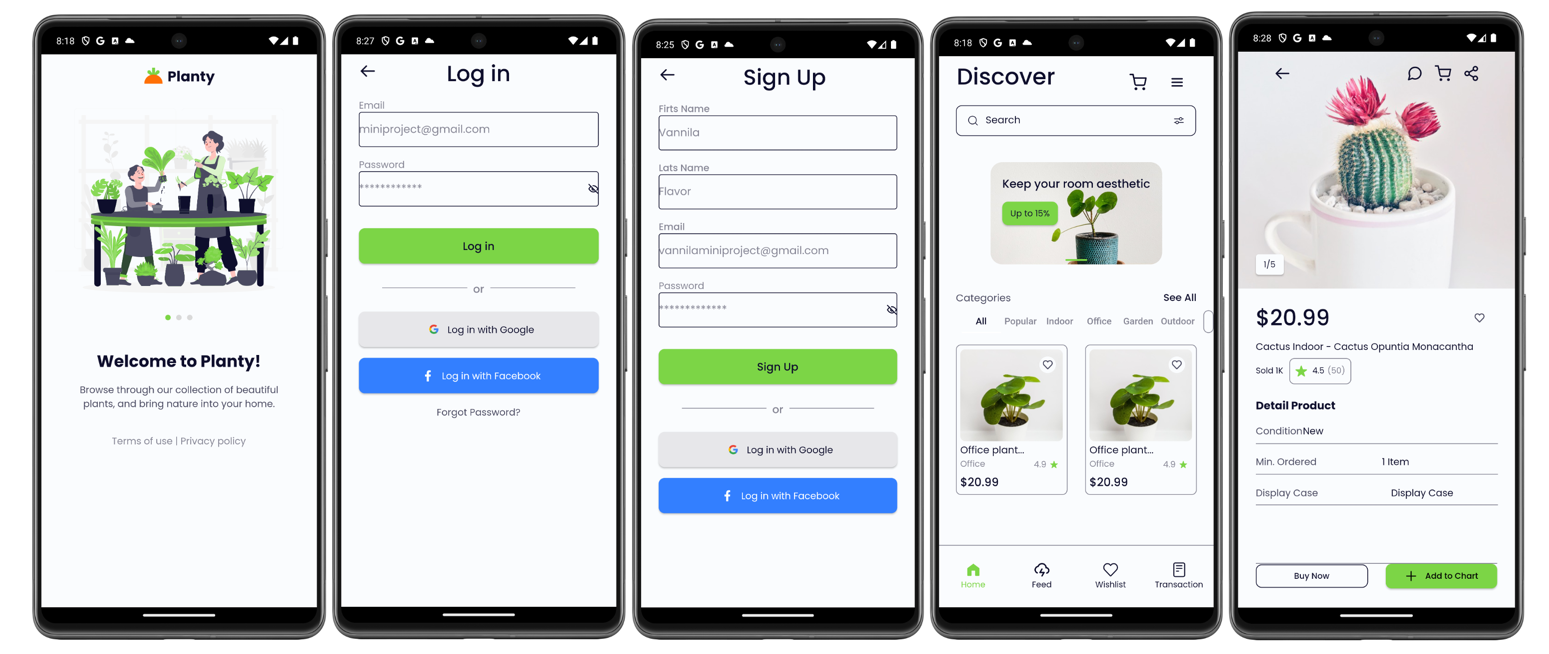 8:18
Planty
Welcome to Planty!
Browse through our collection of beautiful
plants, and bring nature into your home.
Terms of use | Privacy policy
8:27
Log in
Email
miniproject@gmail.com
Password
************
Log in
or
Log in with Google
Log in with Facebook
Forgot Password?
8:25
Sign Up
Firts Name
Vannila
Lats Name
Flavor
Email
vannilaminiproject@gmail.com
Password
*************
Sign Up
or
Log in with Google
Log in with Facebook
8:18
Discover
Search
Keep your room aesthetic
Up to 15%
Categories See All
All Popular Indoor Office Garden Outdoor
Office plant... Office plant...
Office 4.9 Office 4.9
$20.99 $20.99
Home Feed Wishlist Transaction
8:28
1/5
$20.99
Cactus Indoor - Cactus Opuntia Monacantha
Sold 1K 4.5 (50)
Detail Product
ConditionNew
Min. Ordered 1 Item
Display Case Display Case
Buy Now + Add to Chart